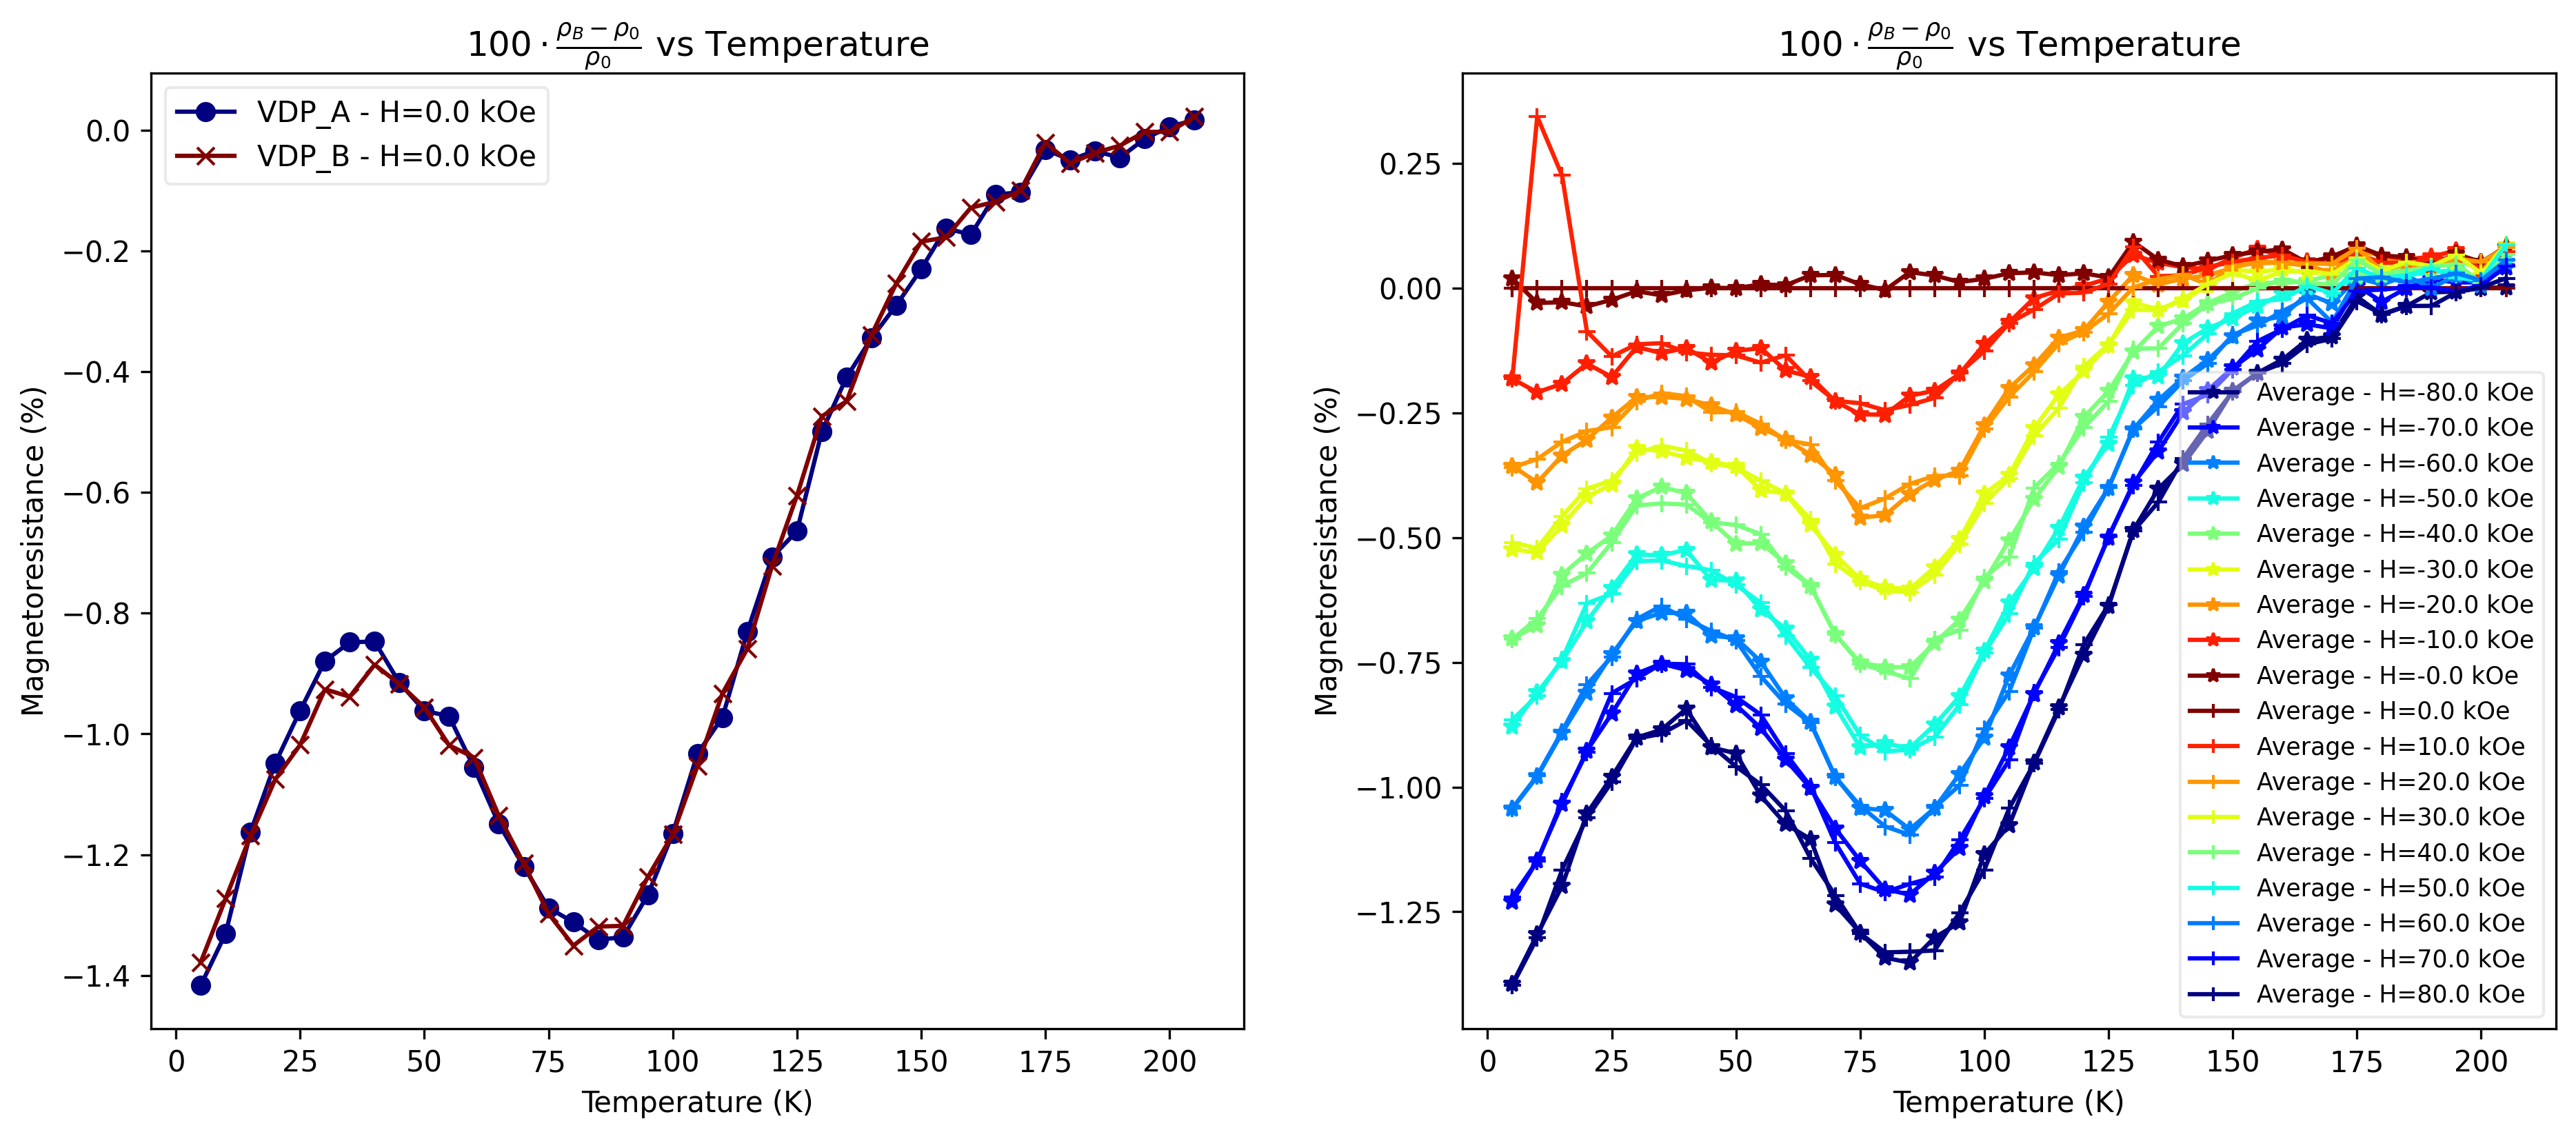 100 · (ρ_B − ρ_0)/ρ_0 vs Temperature
VDP_A - H=0.0 kOe
VDP_B - H=0.0 kOe
Magnetoresistance (%)
0.0
−0.2
−0.4
−0.6
−0.8
−1.0
−1.2
−1.4
0 25 50 75 100 125 150 175 200
Temperature (K)
100 · (ρ_B − ρ_0)/ρ_0 vs Temperature
Magnetoresistance (%)
0.25
0.00
−0.25
−0.50
−0.75
−1.00
−1.25
Average - H=-80.0 kOe
Average - H=-70.0 kOe
Average - H=-60.0 kOe
Average - H=-50.0 kOe
Average - H=-40.0 kOe
Average - H=-30.0 kOe
Average - H=-20.0 kOe
Average - H=-10.0 kOe
Average - H=-0.0 kOe
Average - H=0.0 kOe
Average - H=10.0 kOe
Average - H=20.0 kOe
Average - H=30.0 kOe
Average - H=40.0 kOe
Average - H=50.0 kOe
Average - H=60.0 kOe
Average - H=70.0 kOe
Average - H=80.0 kOe
0 25 50 75 100 125 150 175 200
Temperature (K)